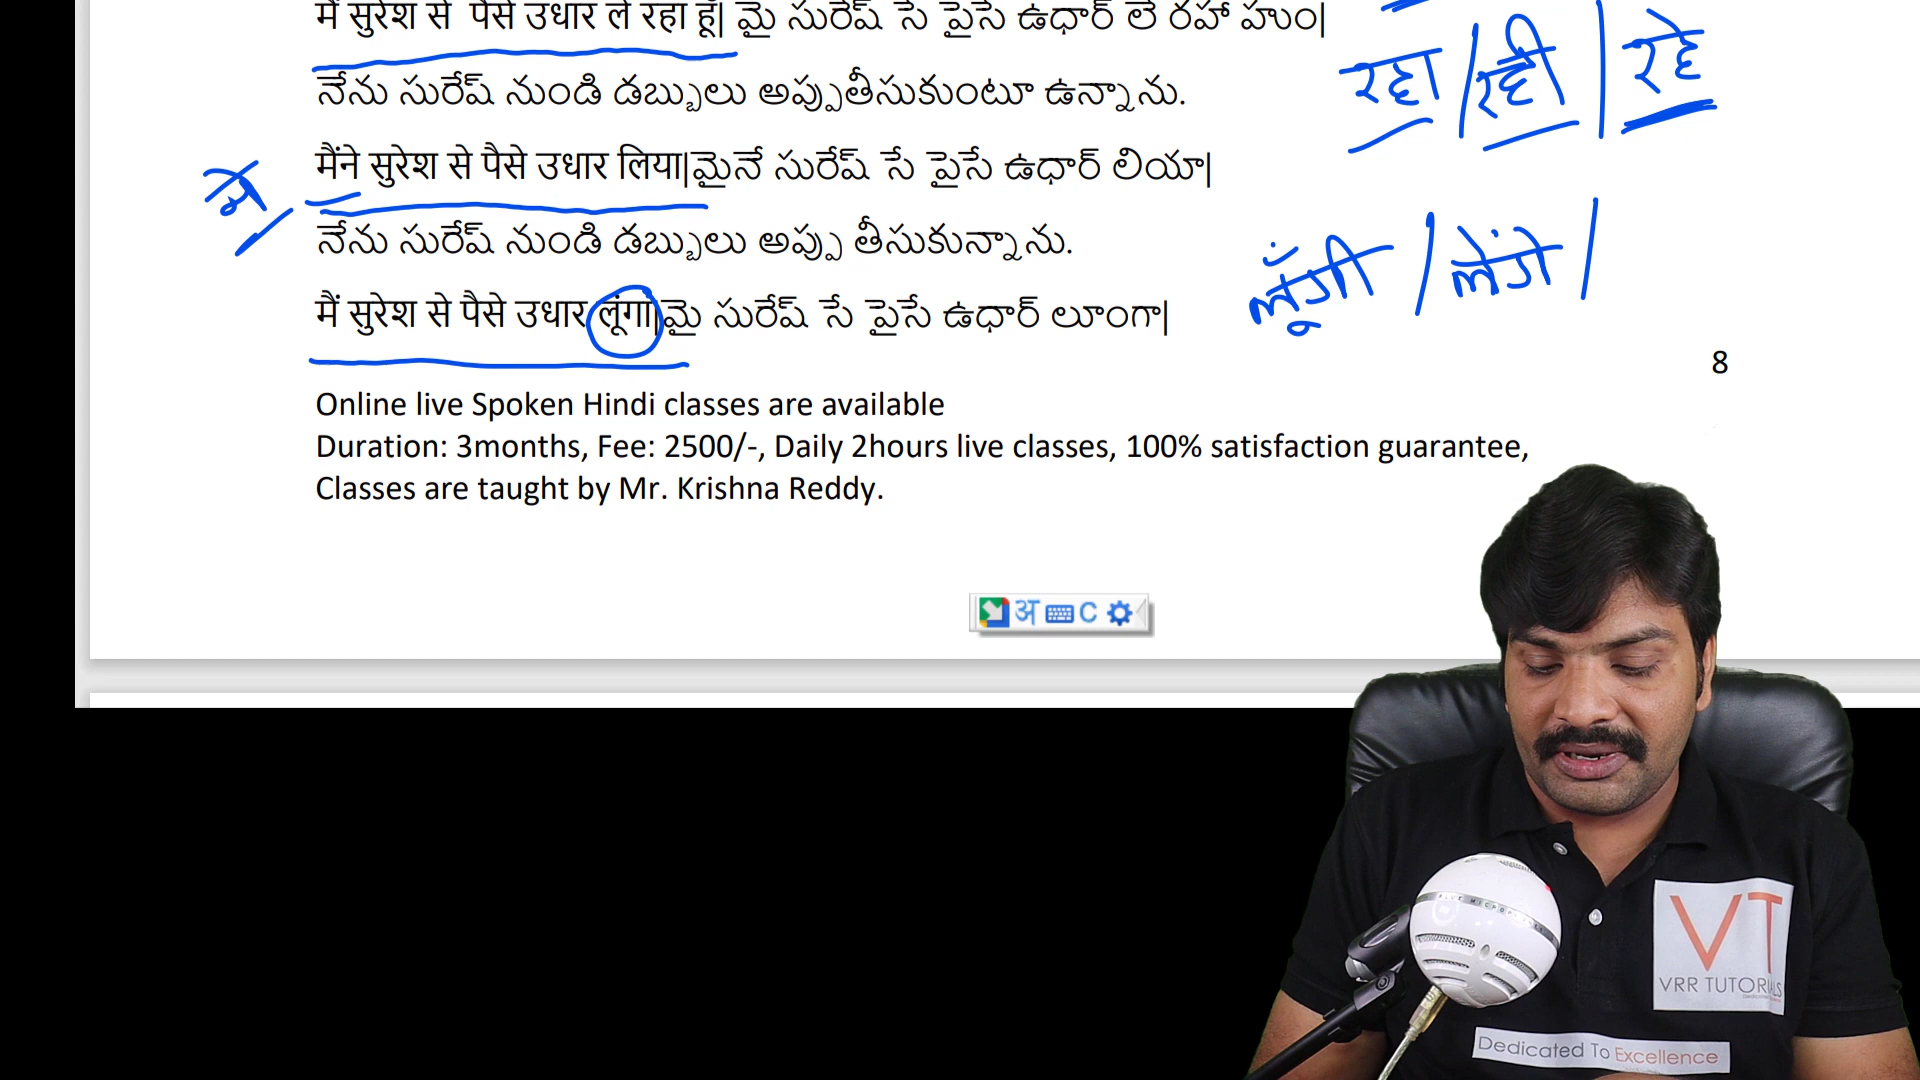 में सुरेश से पैसे उधार ले रहा हूँ| మై సురేష్ సే పైసే ఉధార్ లే రహా హుం|
रहा / रही | रहे
నేను సురేష్ నుండి డబ్బులు అప్పుతీసుకుంటూ ఉన్నాను.
मैंने सुरेश से पैसे उधार लिया|మైనే సురేష్ సే పైసే ఉధార్ లియా|
ने
నేను సురేష్ నుండి డబ్బులు అప్పు తీసుకున్నాను.
लूँगी / लेंगे |
मैं सुरेश से पैसे उधार लूंगा|మై సురేష్ సే పైసే ఉధార్ లూంగా|
8
Online live Spoken Hindi classes are available
Duration: 3months, Fee: 2500/-, Daily 2hours live classes, 100% satisfaction guarantee,
Classes are taught by Mr. Krishna Reddy.
अ C
VT
VRR TUTORIALS
Dedicated To Excellence